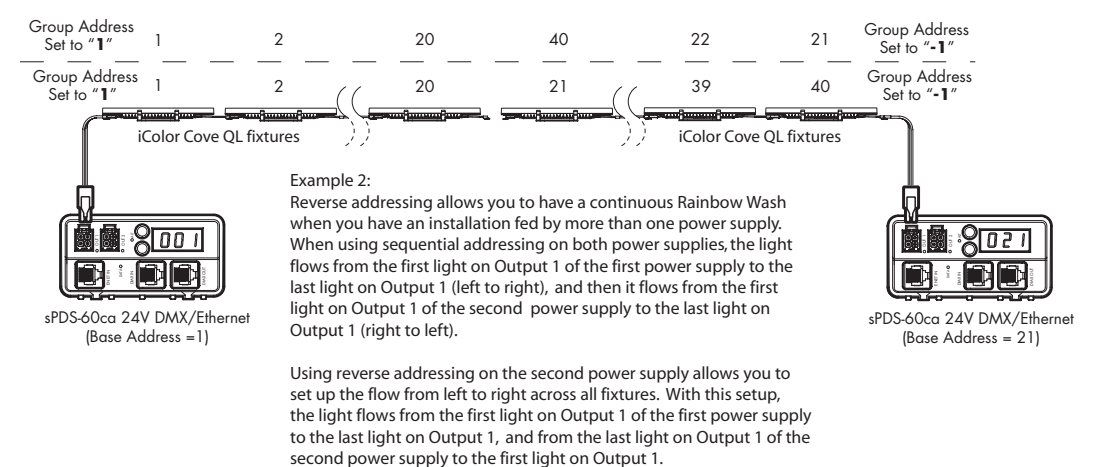 Group Address
Set to “1” 1 2 20 40 22 21 Group Address
Set to “-1”
Group Address
Set to “1” 1 2 20 21 39 40 Group Address
Set to “-1”
iColor Cove QL fixtures iColor Cove QL fixtures
Example 2:
Reverse addressing allows you to have a continuous Rainbow Wash
when you have an installation fed by more than one power supply.
When using sequential addressing on both power supplies, the light
flows from the first light on Output 1 of the first power supply to the
last light on Output 1 (left to right), and then it flows from the first
light on Output 1 of the second power supply to the last light on
Output 1 (right to left).
Using reverse addressing on the second power supply allows you to
set up the flow from left to right across all fixtures. With this setup,
the light flows from the first light on Output 1 of the first power supply
to the last light on Output 1, and from the last light on Output 1 of the
second power supply to the first light on Output 1.
001
DMX IN
DMX OUT
sPDS-60ca 24V DMX/Ethernet
(Base Address =1)
021
DMX IN
DMX OUT
sPDS-60ca 24V DMX/Ethernet
(Base Address = 21)